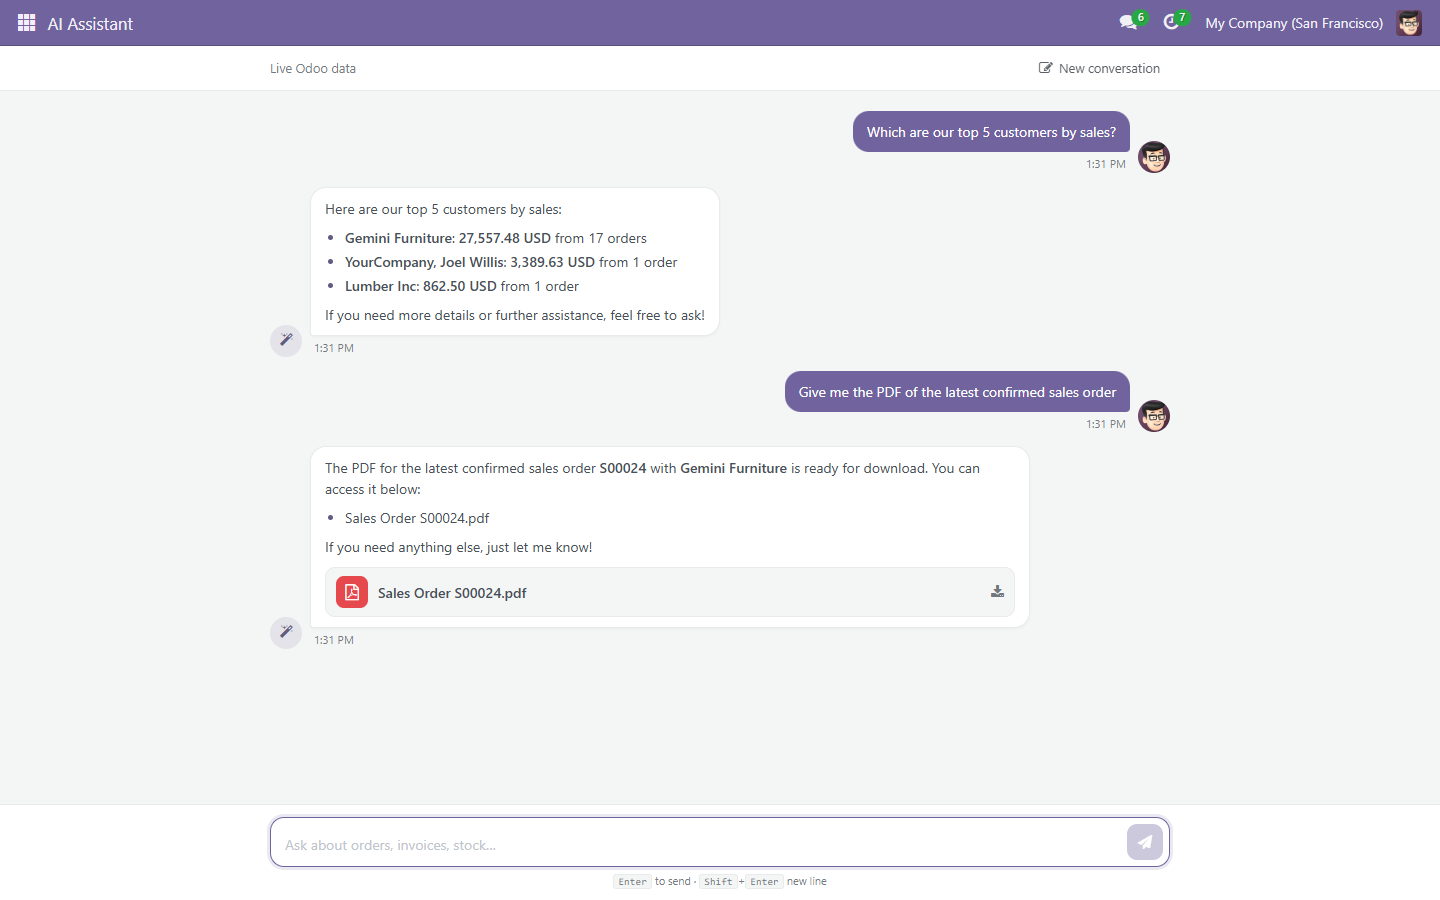 AI Assistant
6
7
My Company (San Francisco)
Live Odoo data
New conversation
Which are our top 5 customers by sales?
1:31 PM
Here are our top 5 customers by sales:
• Gemini Furniture: 27,557.48 USD from 17 orders
• YourCompany, Joel Willis: 3,389.63 USD from 1 order
• Lumber Inc: 862.50 USD from 1 order
If you need more details or further assistance, feel free to ask!
1:31 PM
Give me the PDF of the latest confirmed sales order
1:31 PM
The PDF for the latest confirmed sales order S00024 with Gemini Furniture is ready for download. You can
access it below:
• Sales Order S00024.pdf
If you need anything else, just let me know!
Sales Order S00024.pdf
1:31 PM
Ask about orders, invoices, stock...
Enter to send · Shift + Enter new line